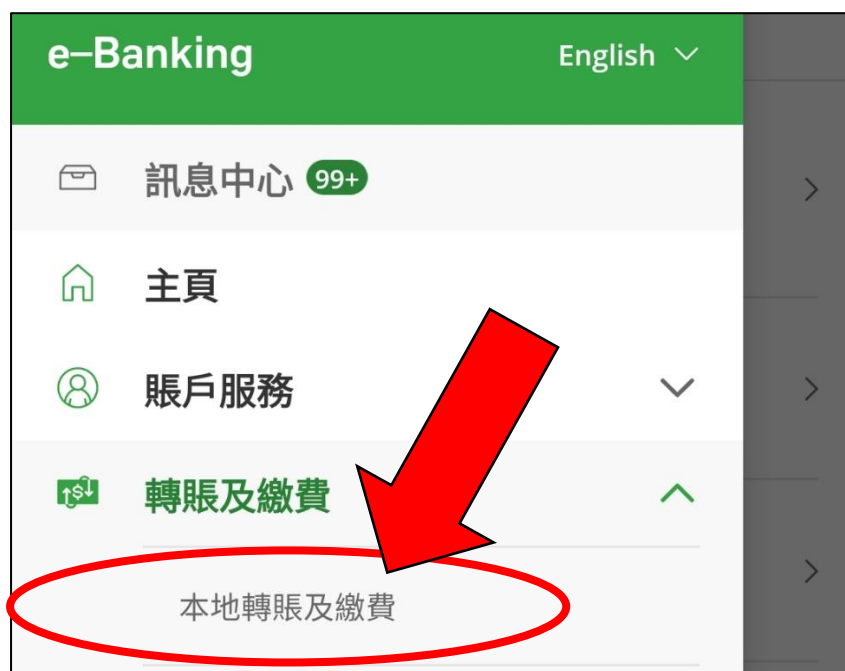 e-Banking
English
訊息中心 99+
主頁
賬戶服務
轉賬及繳費
本地轉賬及繳費